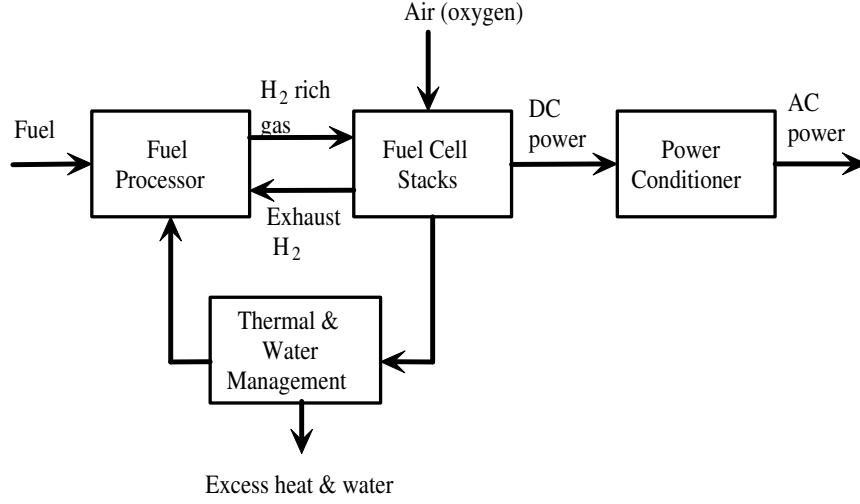 Air (oxygen)
H2 rich
gas
Fuel
Fuel
Processor
Fuel Cell
Stacks
DC
power
Power
Conditioner
AC
power
Exhaust
H2
Thermal &
Water
Management
Excess heat & water